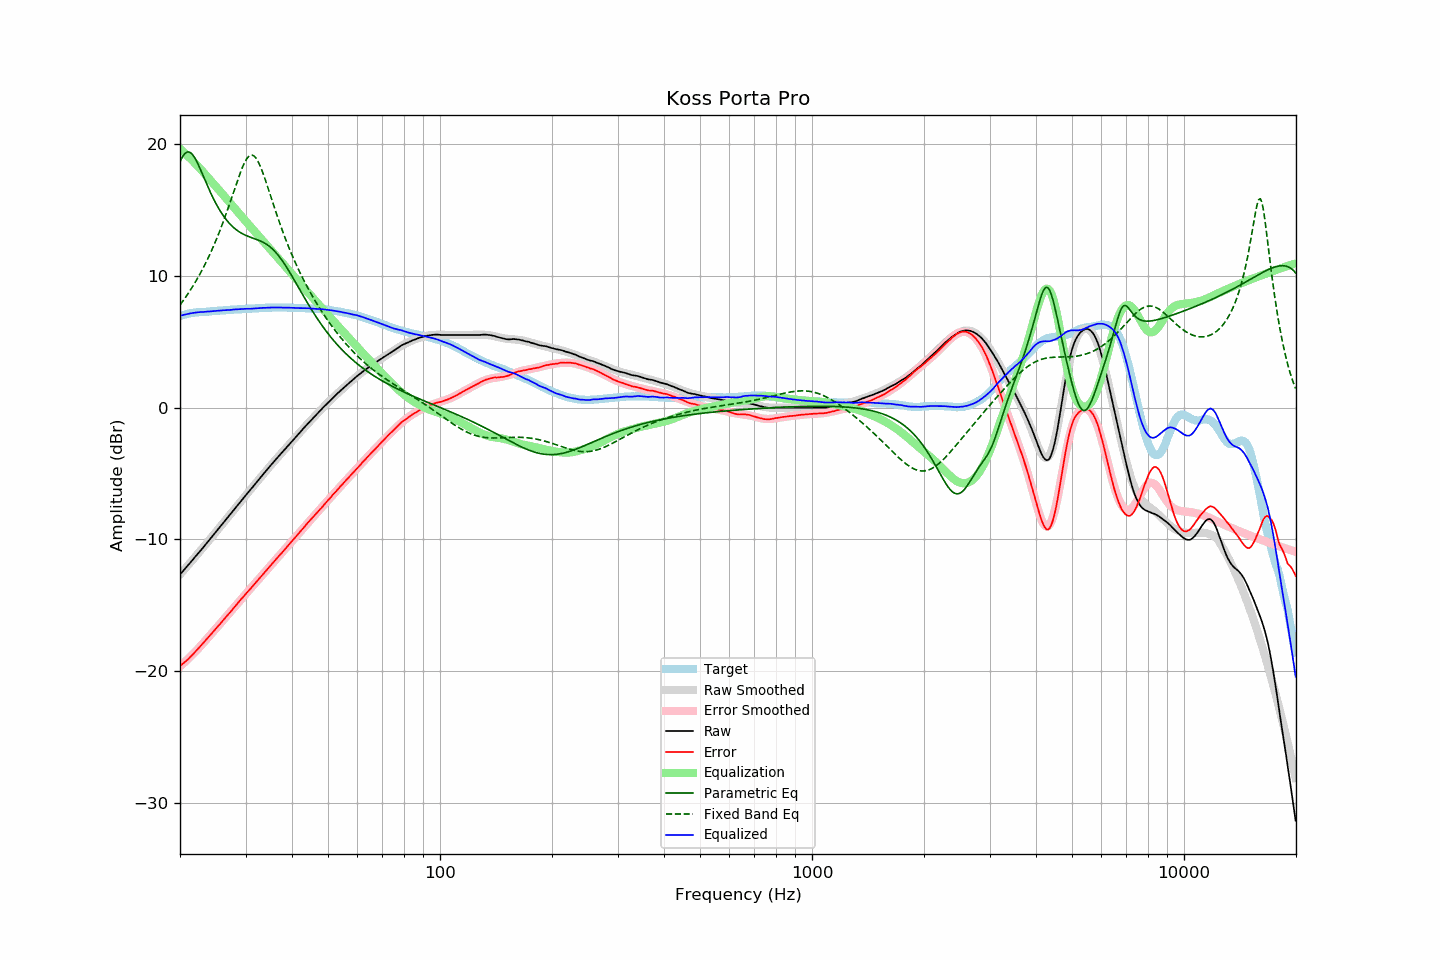 Koss Porta Pro
20
10
0
−10
−20
−30
Amplitude (dBr)
100
1000
10000
Frequency (Hz)
Target
Raw Smoothed
Error Smoothed
Raw
Error
Equalization
Parametric Eq
Fixed Band Eq
Equalized